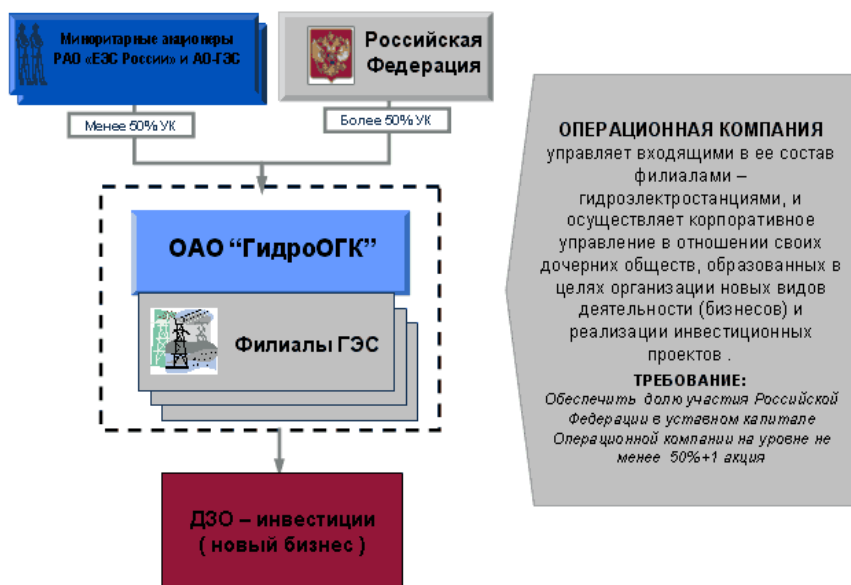 Миноритарные акционеры
РАО «ЕЭС России» и АО-ГЭС
Российская
Федерация
Менее 50% УК
Более 50% УК
ОАО “ГидроОГК”
Филиалы ГЭС
ДЗО – инвестиции
( новый бизнес )
ОПЕРАЦИОННАЯ КОМПАНИЯ
управляет входящими в ее состав
филиалами –
гидроэлектростанциями, и
осуществляет корпоративное
управление в отношении своих
дочерних обществ, образованных в
целях организации новых видов
деятельности (бизнесов) и
реализации инвестиционных
проектов .
ТРЕБОВАНИЕ:
Обеспечить долю участия Российской
Федерации в уставном капитале
Операционной компании на уровне не
менее 50%+1 акция